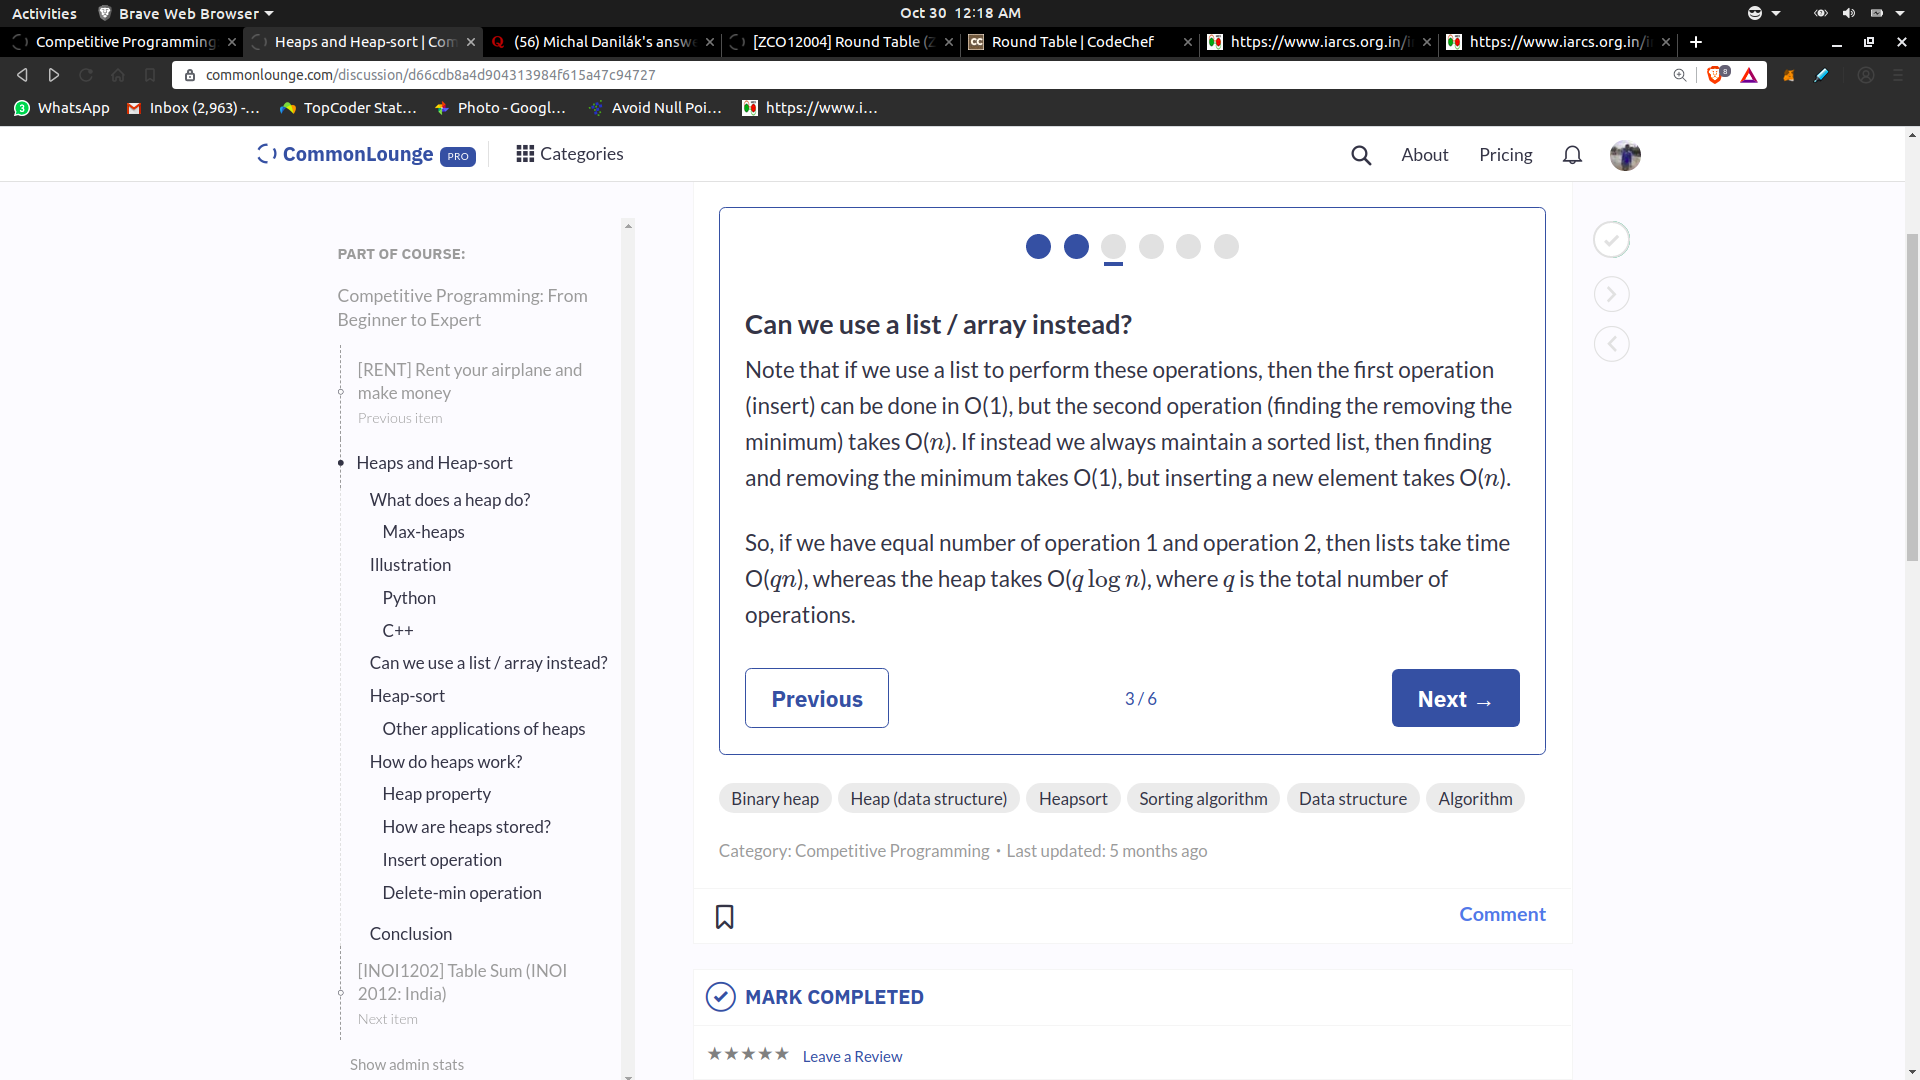 Activities
Brave Web Browser
Oct 30 12:18 AM
Competitive Programming
Heaps and Heap-sort | Com
(56) Michal Danilák's answ
[ZCO12004] Round Table (Z
Round Table | CodeChef
https://www.iarcs.org.in/i
https://www.iarcs.org.in/i
commonlounge.com/discussion/d66cdb8a4d904313984f615a47c94727
8
WhatsApp
Inbox (2,963) -...
TopCoder Stat...
Photo - Googl...
Avoid Null Poi...
https://www.i...
CommonLounge PRO
Categories
About
Pricing
PART OF COURSE:
Competitive Programming: From
Beginner to Expert
[RENT] Rent your airplane and
make money
Previous item
Heaps and Heap-sort
What does a heap do?
Max-heaps
Illustration
Python
C++
Can we use a list / array instead?
Heap-sort
Other applications of heaps
How do heaps work?
Heap property
How are heaps stored?
Insert operation
Delete-min operation
Conclusion
[INOI1202] Table Sum (INOI
2012: India)
Next item
Show admin stats
Can we use a list / array instead?
Note that if we use a list to perform these operations, then the first operation
(insert) can be done in O(1), but the second operation (finding the removing the
minimum) takes O(n). If instead we always maintain a sorted list, then finding
and removing the minimum takes O(1), but inserting a new element takes O(n).
So, if we have equal number of operation 1 and operation 2, then lists take time
O(qn), whereas the heap takes O(q log n), where q is the total number of
operations.
Previous
3 / 6
Next →
Binary heap
Heap (data structure)
Heapsort
Sorting algorithm
Data structure
Algorithm
Category: Competitive Programming • Last updated: 5 months ago
Comment
MARK COMPLETED
★★★★★ Leave a Review